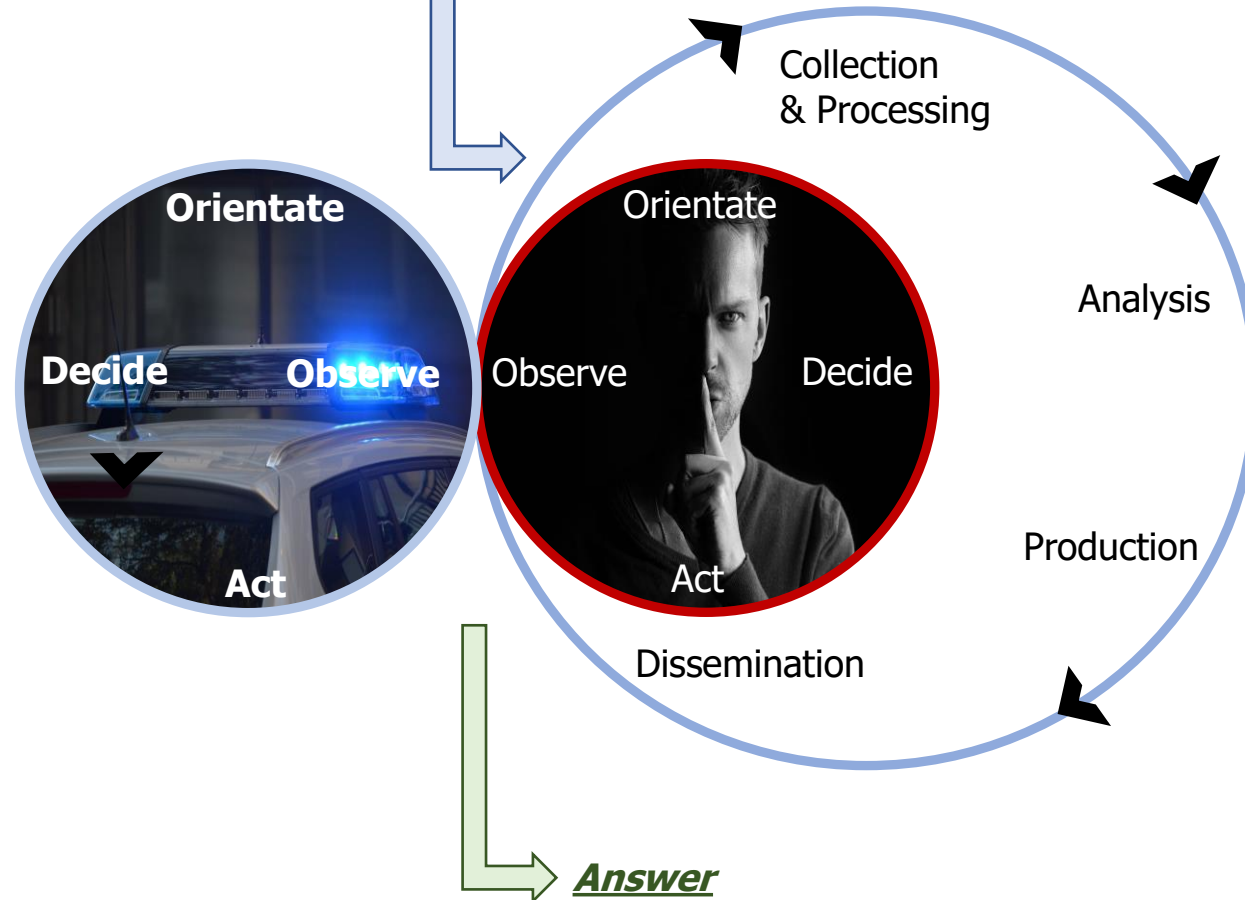 Collection
& Processing
Orientate
Orientate
Analysis
Decide
Observe
Observe
Decide
Production
Act
Act
Dissemination
Answer